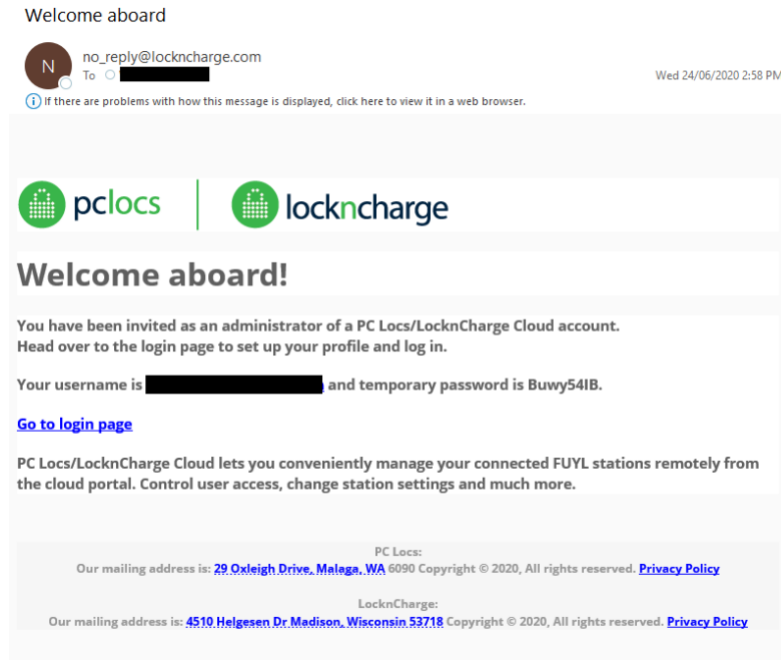 Welcome aboard
N
no_reply@lockncharge.com
To
Wed 24/06/2020 2:58 PM
If there are problems with how this message is displayed, click here to view it in a web browser.
pclocs
lockncharge
Welcome aboard!
You have been invited as an administrator of a PC Locs/LocknCharge Cloud account.
Head over to the login page to set up your profile and log in.
Your username is and temporary password is Buwy54IB.
Go to login page
PC Locs/LocknCharge Cloud lets you conveniently manage your connected FUYL stations remotely from
the cloud portal. Control user access, change station settings and much more.
PC Locs:
Our mailing address is: 29 Oxleigh Drive, Malaga, WA 6090 Copyright © 2020, All rights reserved. Privacy Policy
LocknCharge:
Our mailing address is: 4510 Helgesen Dr Madison, Wisconsin 53718 Copyright © 2020, All rights reserved. Privacy Policy